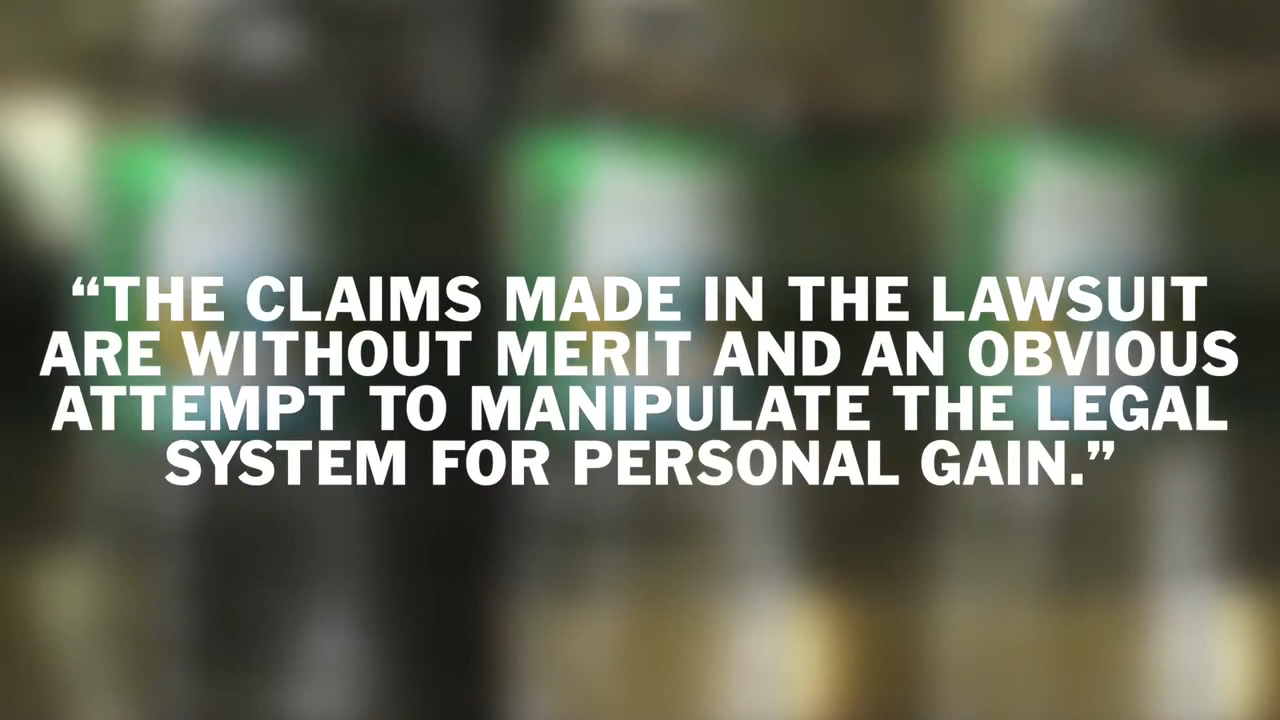 “THE CLAIMS MADE IN THE LAWSUIT
ARE WITHOUT MERIT AND AN OBVIOUS
ATTEMPT TO MANIPULATE THE LEGAL
SYSTEM FOR PERSONAL GAIN.”